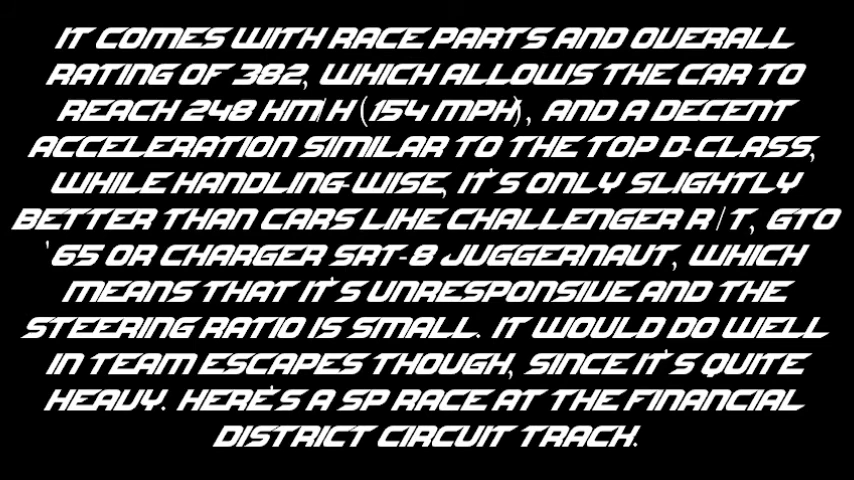 IT COMES WITH RACE PARTS AND OVERALL
RATING OF 382, WHICH ALLOWS THE CAR TO
REACH 248 KM/H (154 MPH), AND A DECENT
ACCELERATION SIMILAR TO THE TOP D-CLASS,
WHILE HANDLING-WISE, IT'S ONLY SLIGHTLY
BETTER THAN CARS LIKE CHALLENGER R/T, GTO
'65 OR CHARGER SRT-8 JUGGERNAUT, WHICH
MEANS THAT IT'S UNRESPONSIVE AND THE
STEERING RATIO IS SMALL. IT WOULD DO WELL
IN TEAM ESCAPES THOUGH, SINCE IT'S QUITE
HEAVY. HERE'S A SP RACE AT THE FINANCIAL
DISTRICT CIRCUIT TRACK.